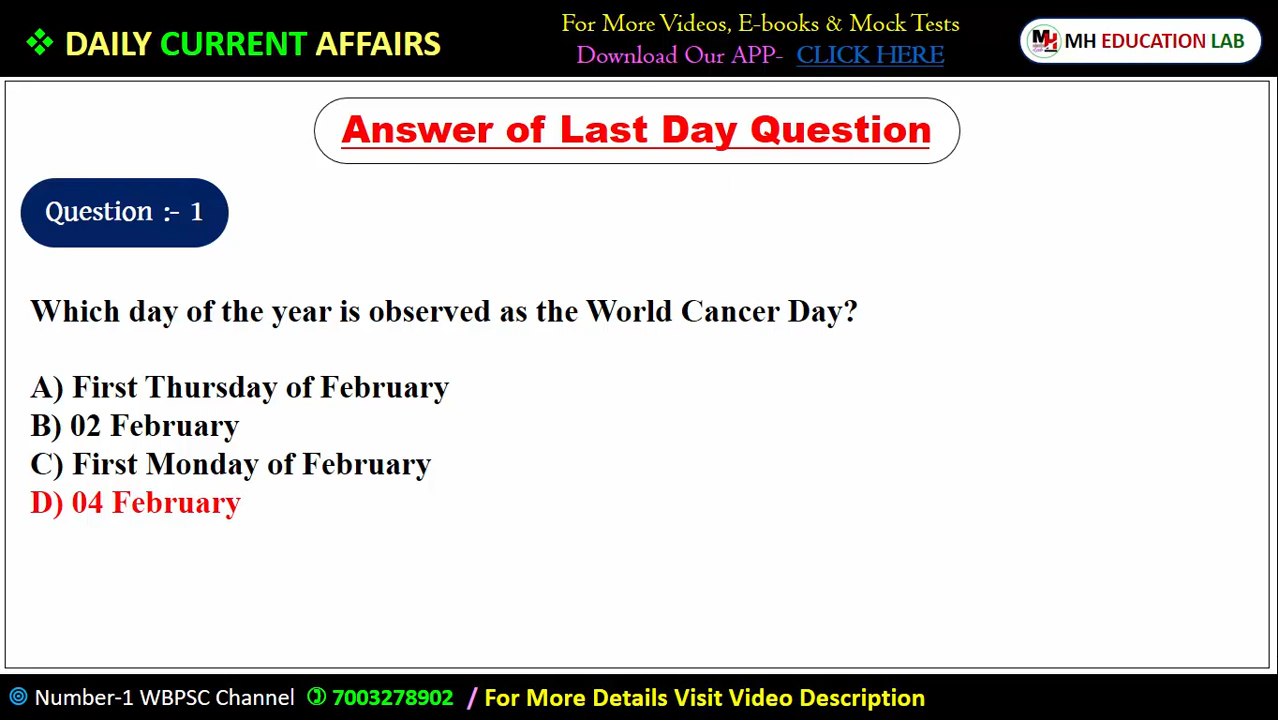 DAILY CURRENT AFFAIRS
For More Videos, E-books & Mock Tests
Download Our APP- CLICK HERE
MH EDUCATION LAB
Answer of Last Day Question
Question :- 1
Which day of the year is observed as the World Cancer Day?
A) First Thursday of February
B) 02 February
C) First Monday of February
D) 04 February
Number-1 WBPSC Channel 7003278902 / For More Details Visit Video Description